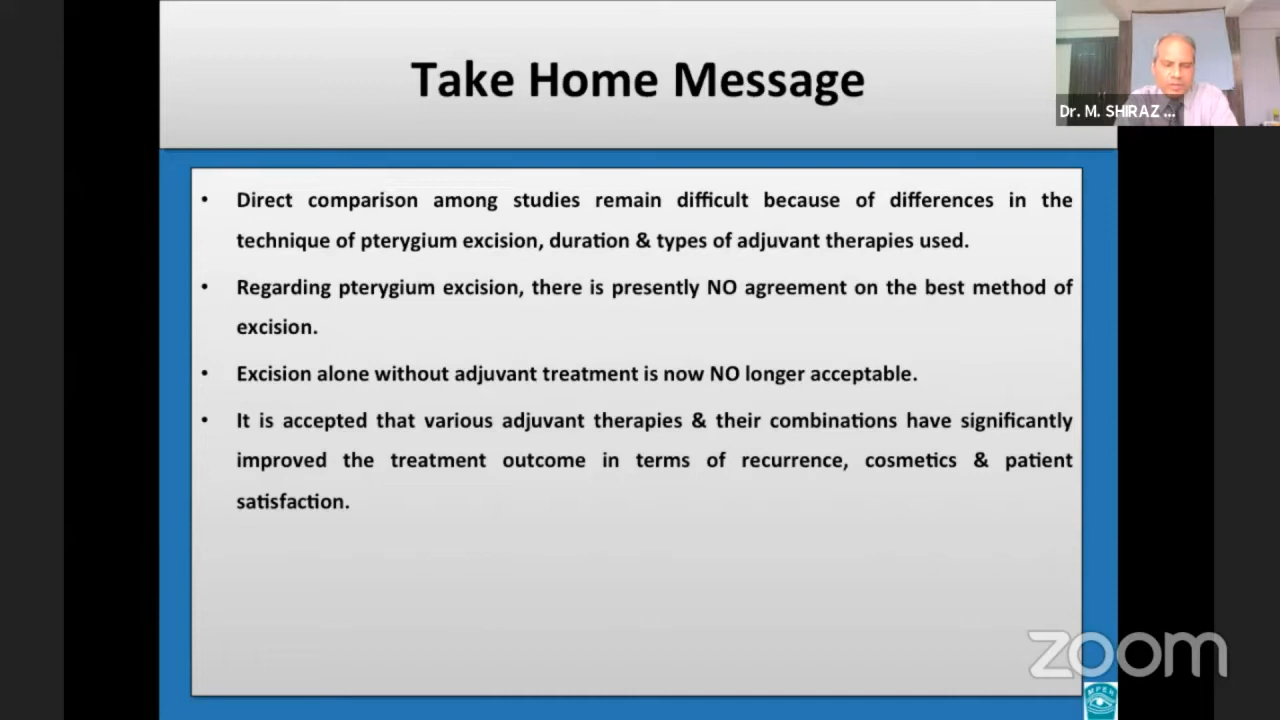 Take Home Message
Dr. M. SHIRAZ ...
• Direct comparison among studies remain difficult because of differences in the
technique of pterygium excision, duration & types of adjuvant therapies used.
• Regarding pterygium excision, there is presently NO agreement on the best method of
excision.
• Excision alone without adjuvant treatment is now NO longer acceptable.
• It is accepted that various adjuvant therapies & their combinations have significantly
improved the treatment outcome in terms of recurrence, cosmetics & patient
satisfaction.
zoom